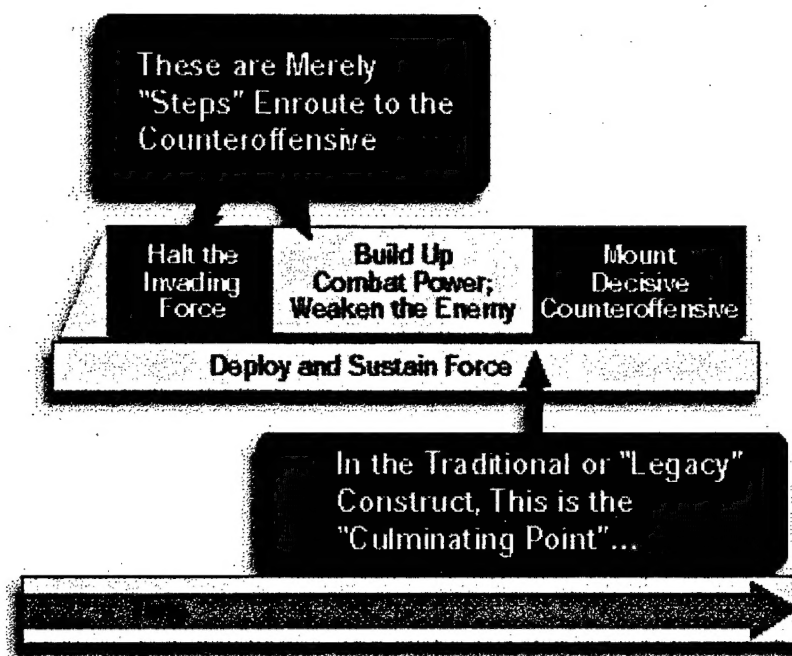 These are Merely
"Steps" Enroute to the
Counteroffensive
Halt the
Invading
Force
Build Up
Combat Power;
Weaken the Enemy
Mount
Decisive
Counteroffensive
Deploy and Sustain Force
In the Traditional or "Legacy"
Construct, This is the
"Culminating Point"...